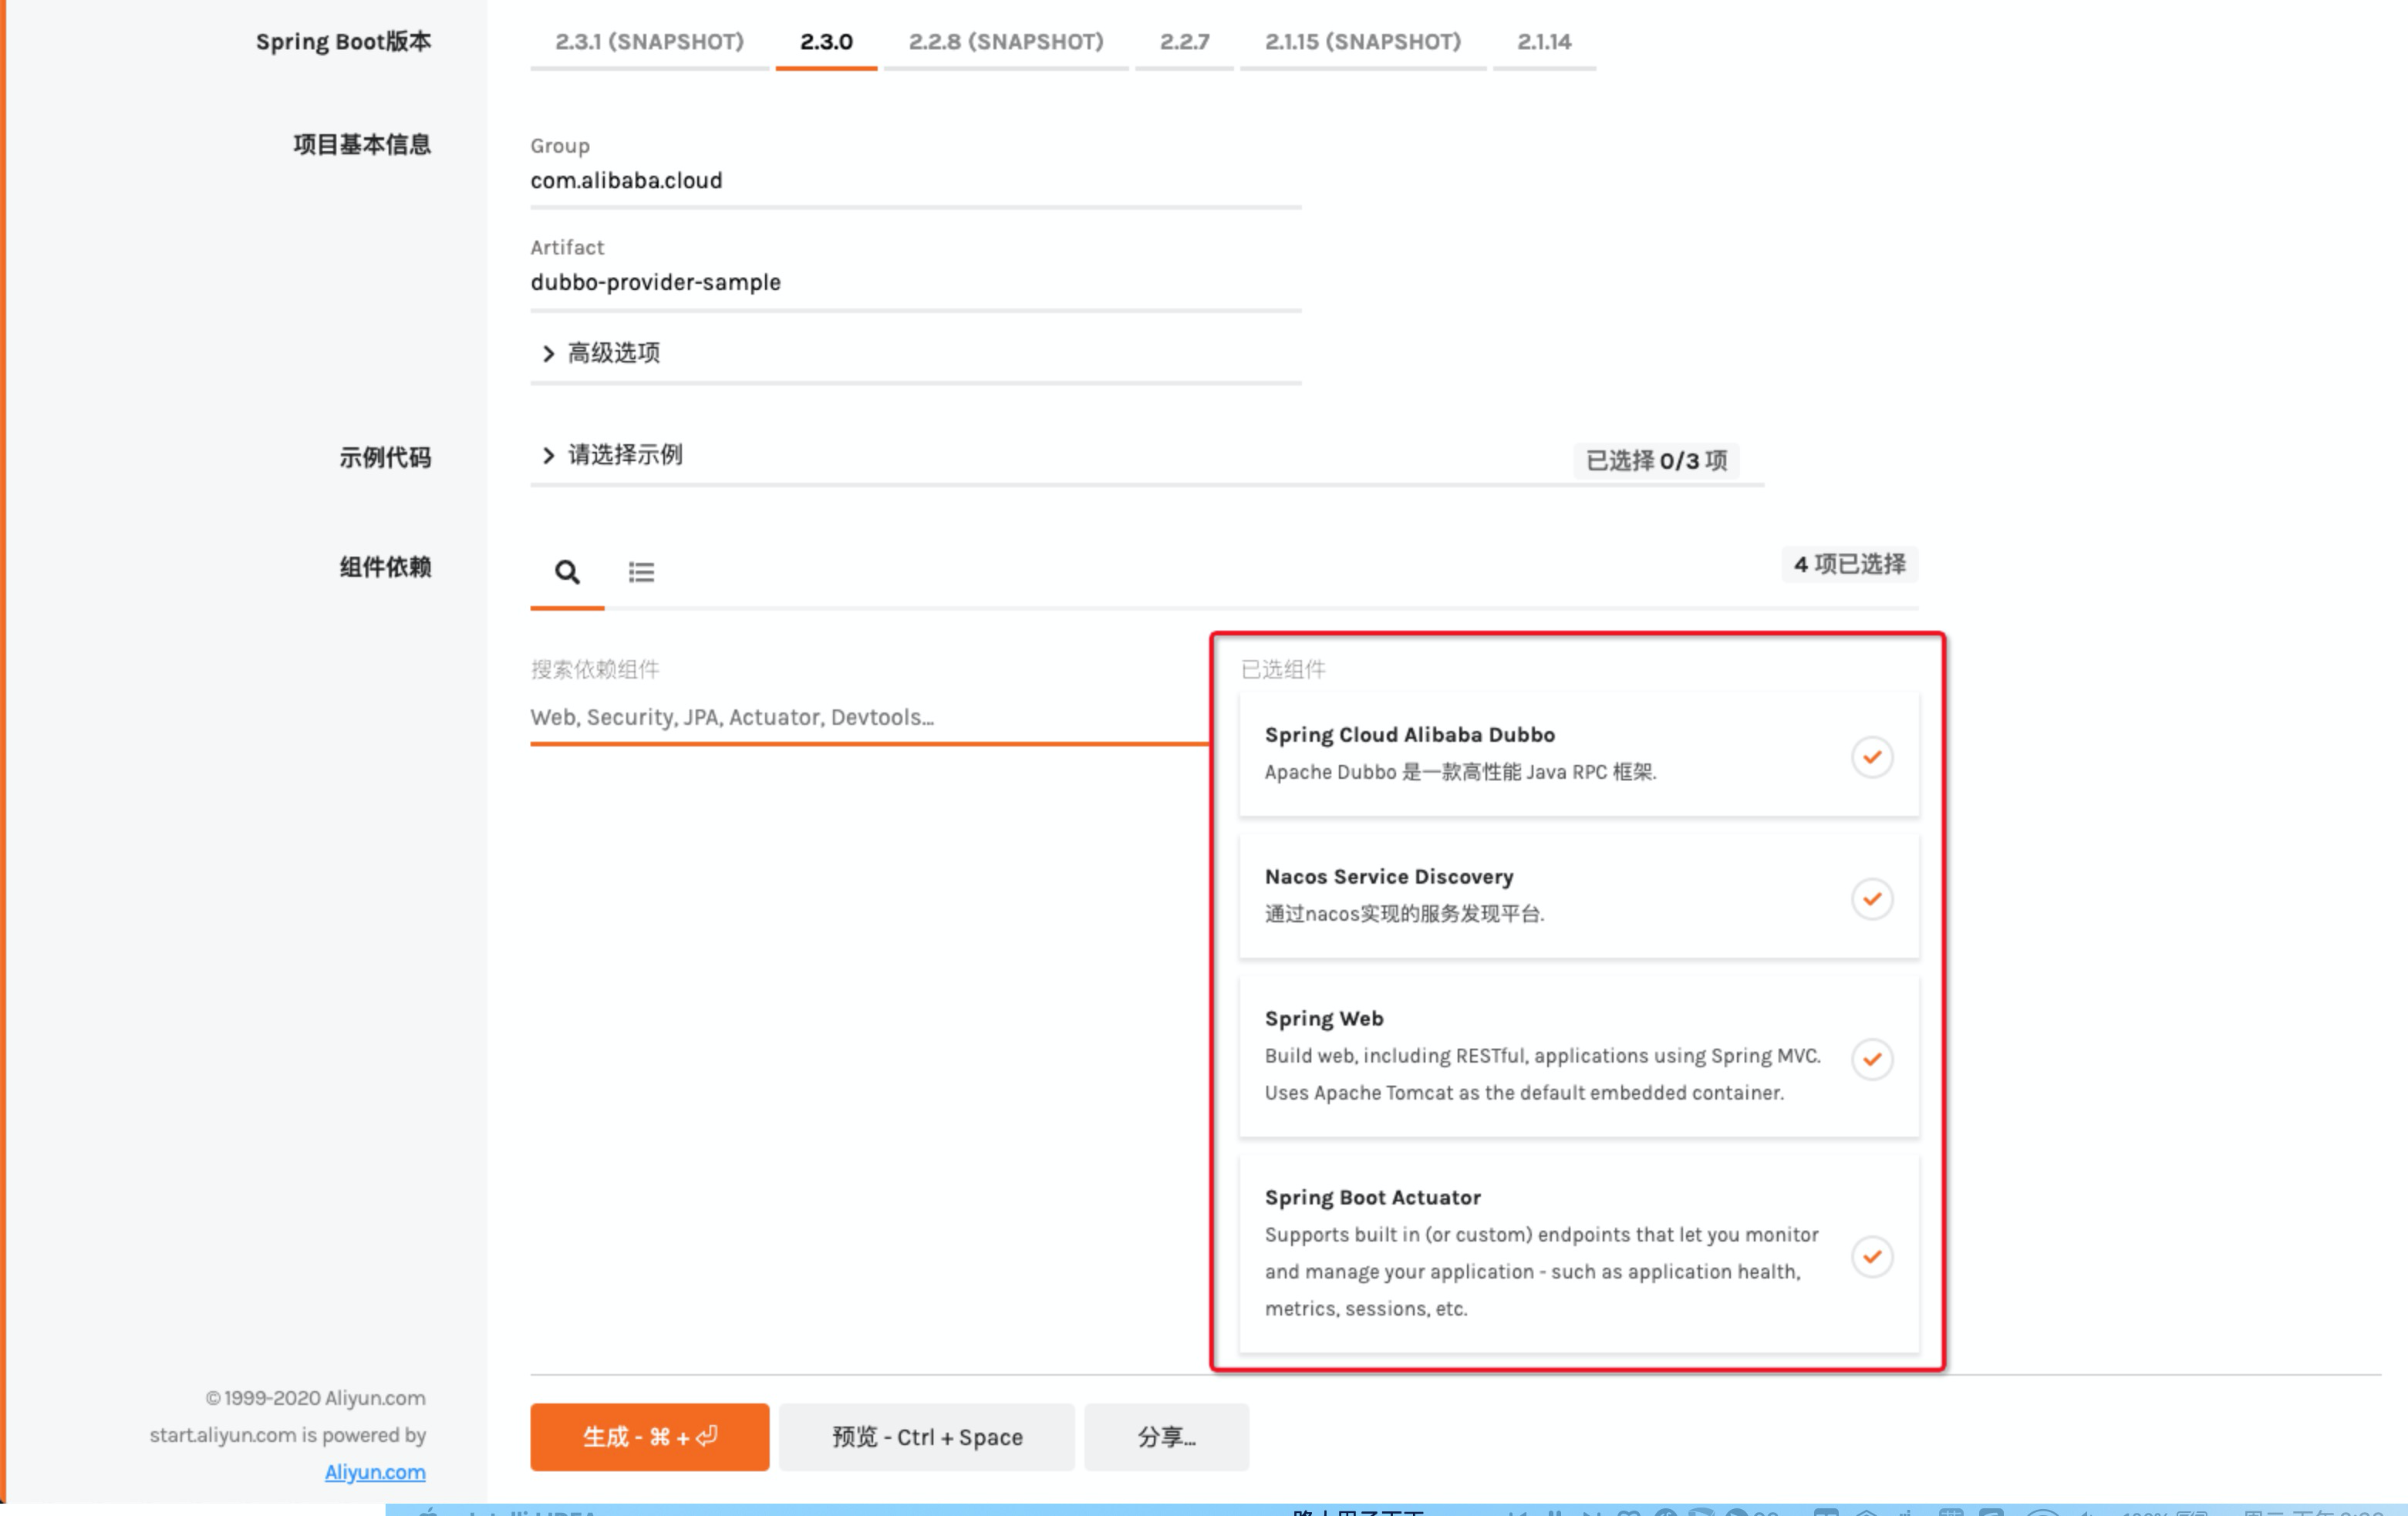 Spring Boot版本
2.3.1 (SNAPSHOT) 2.3.0 2.2.8 (SNAPSHOT) 2.2.7 2.1.15 (SNAPSHOT) 2.1.14
项目基本信息
Group
com.alibaba.cloud
Artifact
dubbo-provider-sample
高级选项
示例代码
请选择示例
已选择 0/3 项
组件依赖
4 项已选择
搜索依赖组件
Web, Security, JPA, Actuator, Devtools...
已选组件
Spring Cloud Alibaba Dubbo
Apache Dubbo 是一款高性能 Java RPC 框架.
Nacos Service Discovery
通过nacos实现的服务发现平台.
Spring Web
Build web, including RESTful, applications using Spring MVC.
Uses Apache Tomcat as the default embedded container.
Spring Boot Actuator
Supports built in (or custom) endpoints that let you monitor
and manage your application - such as application health,
metrics, sessions, etc.
© 1999-2020 Aliyun.com
start.aliyun.com is powered by
Aliyun.com
生成 - ⌘ + ⏎
预览 - Ctrl + Space
分享...